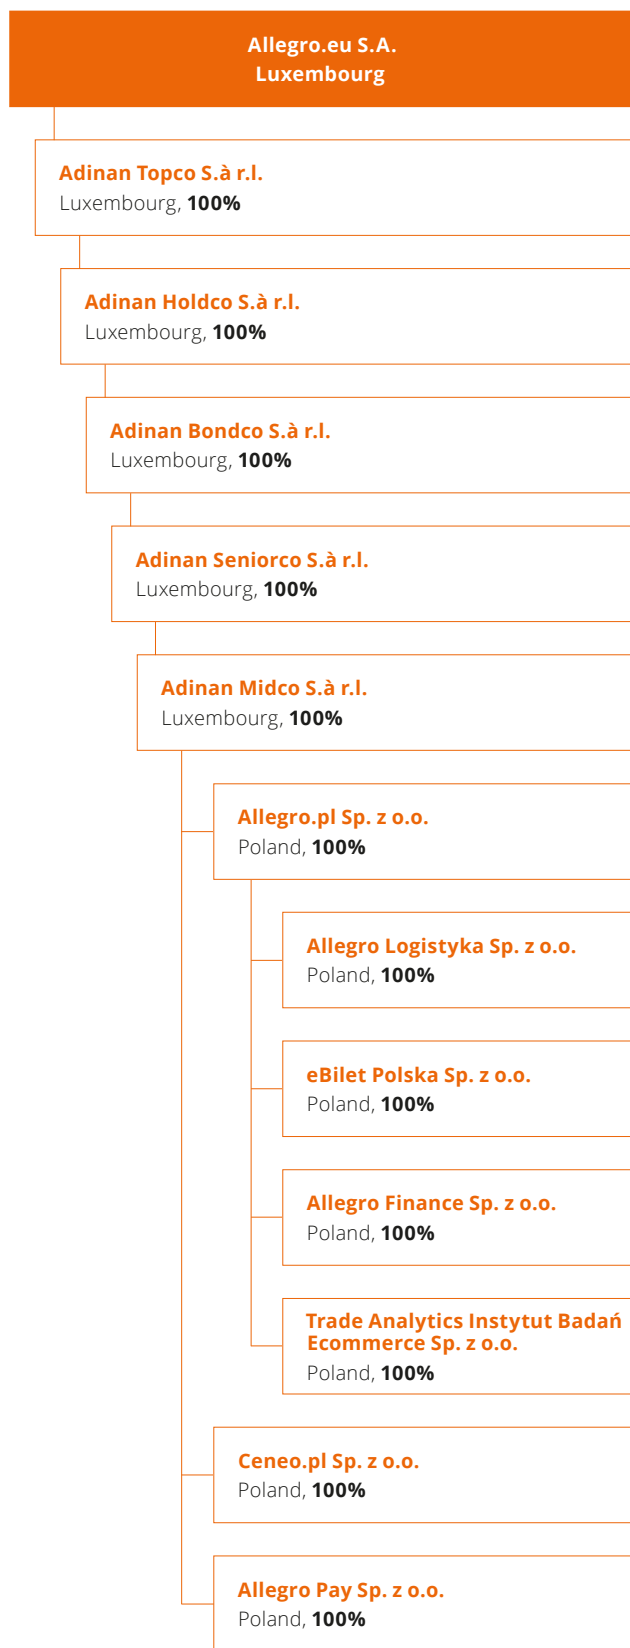 Allegro.eu S.A.
Luxembourg
Adinan Topco S.à r.l.
Luxembourg, 100%
Adinan Holdco S.à r.l.
Luxembourg, 100%
Adinan Bondco S.à r.l.
Luxembourg, 100%
Adinan Seniorco S.à r.l.
Luxembourg, 100%
Adinan Midco S.à r.l.
Luxembourg, 100%
Allegro.pl Sp. z o.o.
Poland, 100%
Allegro Logistyka Sp. z o.o.
Poland, 100%
eBilet Polska Sp. z o.o.
Poland, 100%
Allegro Finance Sp. z o.o.
Poland, 100%
Trade Analytics Instytut Badań
Ecommerce Sp. z o.o.
Poland, 100%
Ceneo.pl Sp. z o.o.
Poland, 100%
Allegro Pay Sp. z o.o.
Poland, 100%